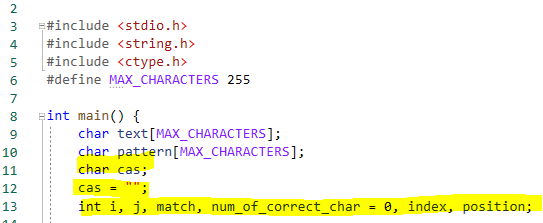 2
3 #include <stdio.h>
4 #include <string.h>
5 #include <ctype.h>
6 #define MAX_CHARACTERS 255
7
8 int main() {
9 char text[MAX_CHARACTERS];
10 char pattern[MAX_CHARACTERS];
11 char cas;
12 cas = "";
13 int i, j, match, num_of_correct_char = 0, index, position;